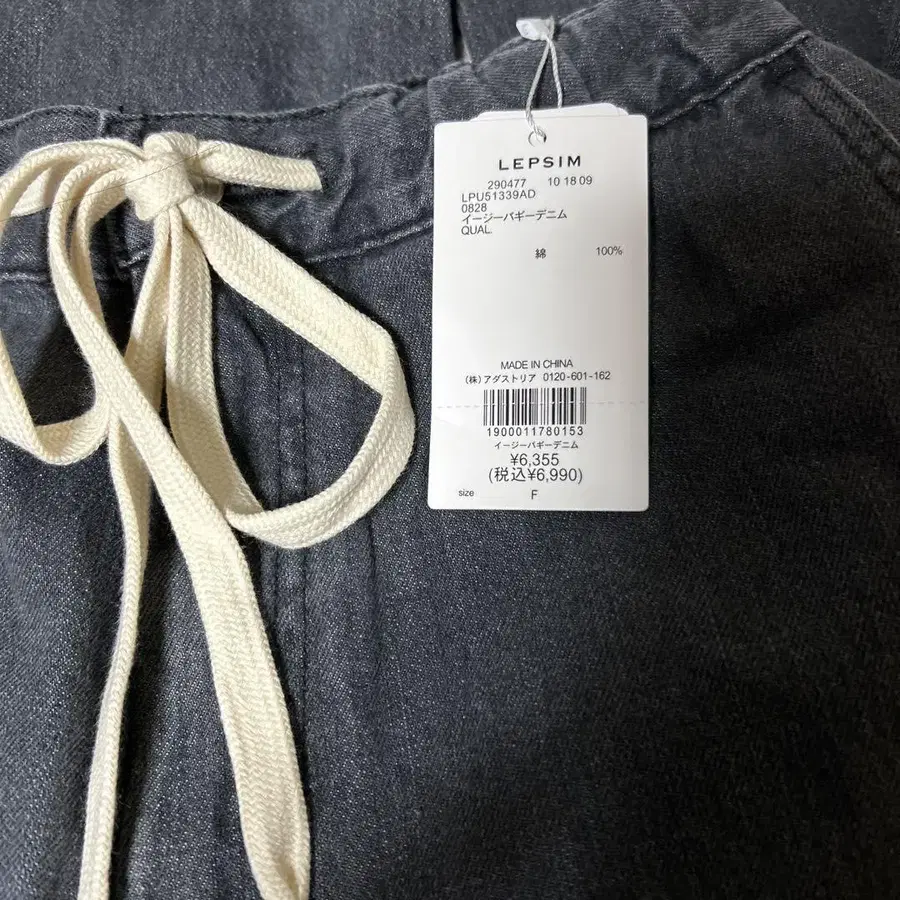 LEPSIM
290477 10 18 09
LPU51339AD
0828
イージーバギーデニム
QUAL.
綿 100%
MADE IN CHINA
(株)アダストリア 0120-601-162
1900011780153
イージーバギーデニム
¥6,355
(税込¥6,990)
size F